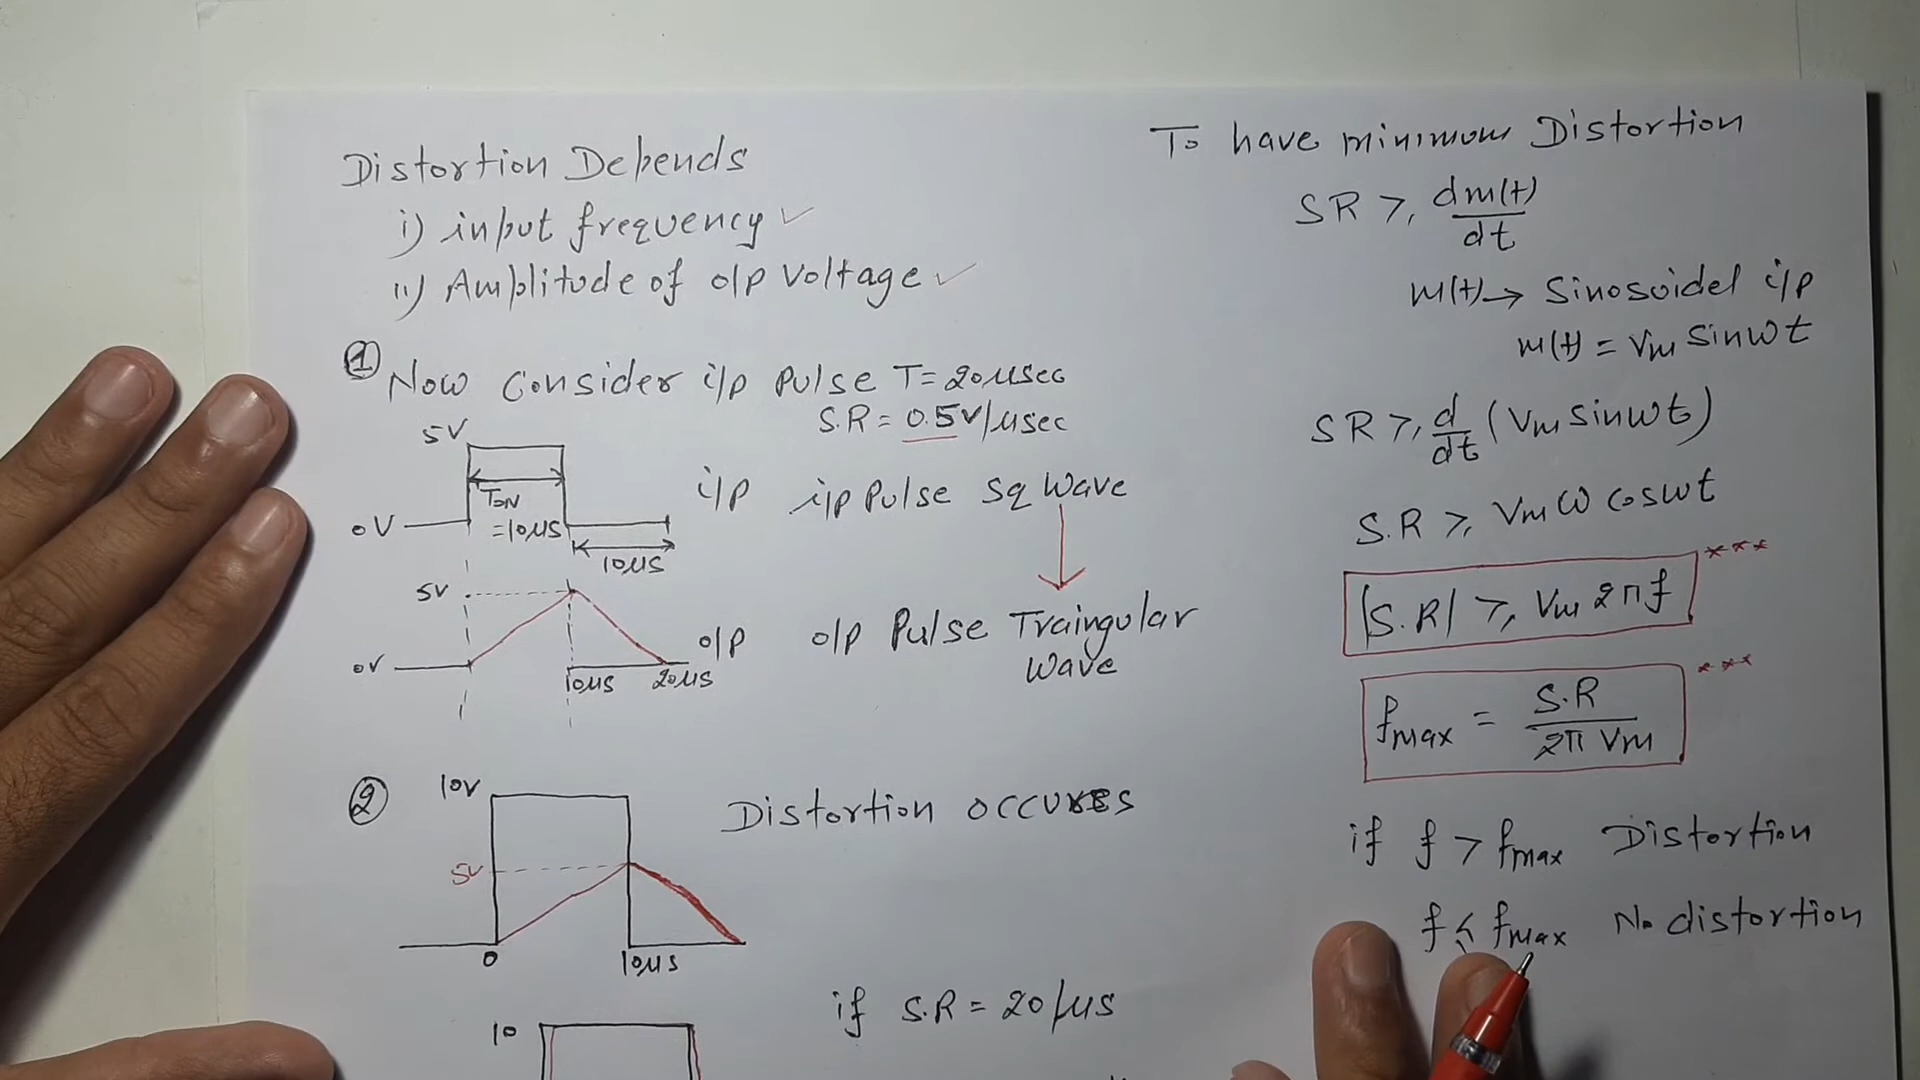 Distortion Depends
i) input frequency ✓
ii) Amplitude of o/p voltage ✓
① Now Consider i/p Pulse T= 20 μsec
S.R = 0.5V/μsec
5V
TON
=10μs
0V
10μs
i/p i/p Pulse Sq Wave
5V
0V
10μs 20μs
o/p o/p Pulse Traingular
Wave
②
10V
5V
0 10μs
Distortion occures
if S.R = 20/μs
10
To have minimum Distortion
SR ≥ dm(t)/dt
m(t) → Sinosoidel i/p
m(t) = Vm Sinωt
SR ≥ d/dt (Vm Sinωt)
S.R ≥ Vm ω cosωt
|S.R| ≥ Vm 2πf ***
fmax = S.R / 2π Vm ***
if f > fmax Distortion
f ≤ fmax No distortion